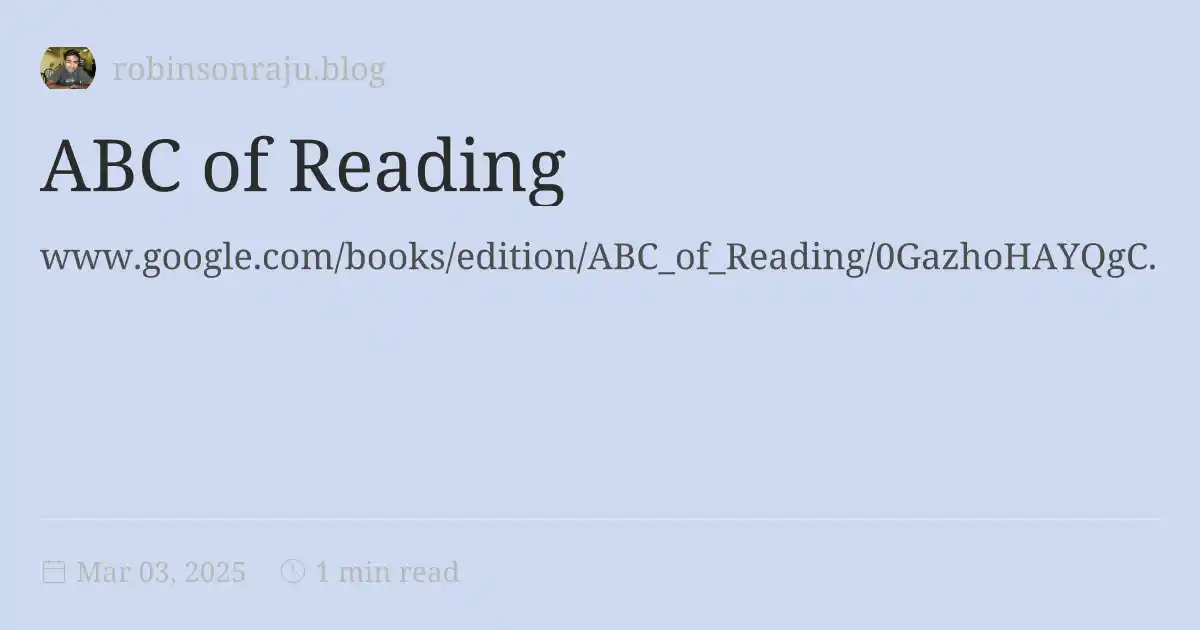 robinsonraju.blog
ABC of Reading
www.google.com/books/edition/ABC_of_Reading/0GazhoHAYQgC.
Mar 03, 2025 1 min read